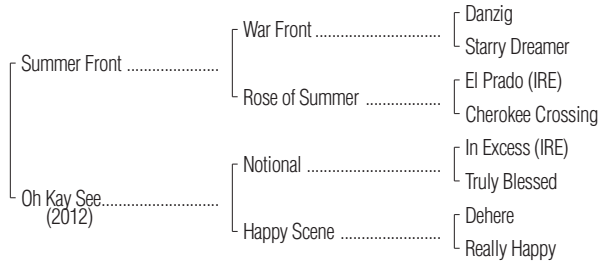 Danzig
War Front
Starry Dreamer
Summer Front
El Prado (IRE)
Rose of Summer
Cherokee Crossing
In Excess (IRE)
Notional
Truly Blessed
Oh Kay See
(2012)
Dehere
Happy Scene
Really Happy